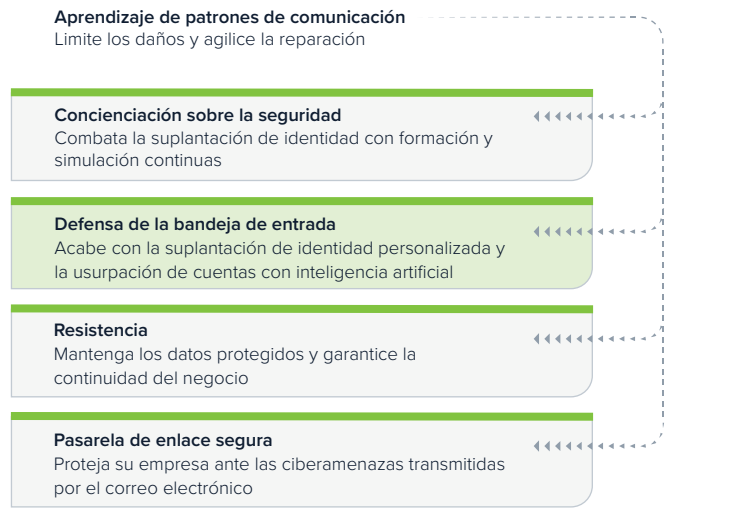 Aprendizaje de patrones de comunicación
Limite los daños y agilice la reparación
Concienciación sobre la seguridad
Combata la suplantación de identidad con formación y
simulación continuas
Defensa de la bandeja de entrada
Acabe con la suplantación de identidad personalizada y
la usurpación de cuentas con inteligencia artificial
Resistencia
Mantenga los datos protegidos y garantice la
continuidad del negocio
Pasarela de enlace segura
Proteja su empresa ante las ciberamenazas transmitidas
por el correo electrónico